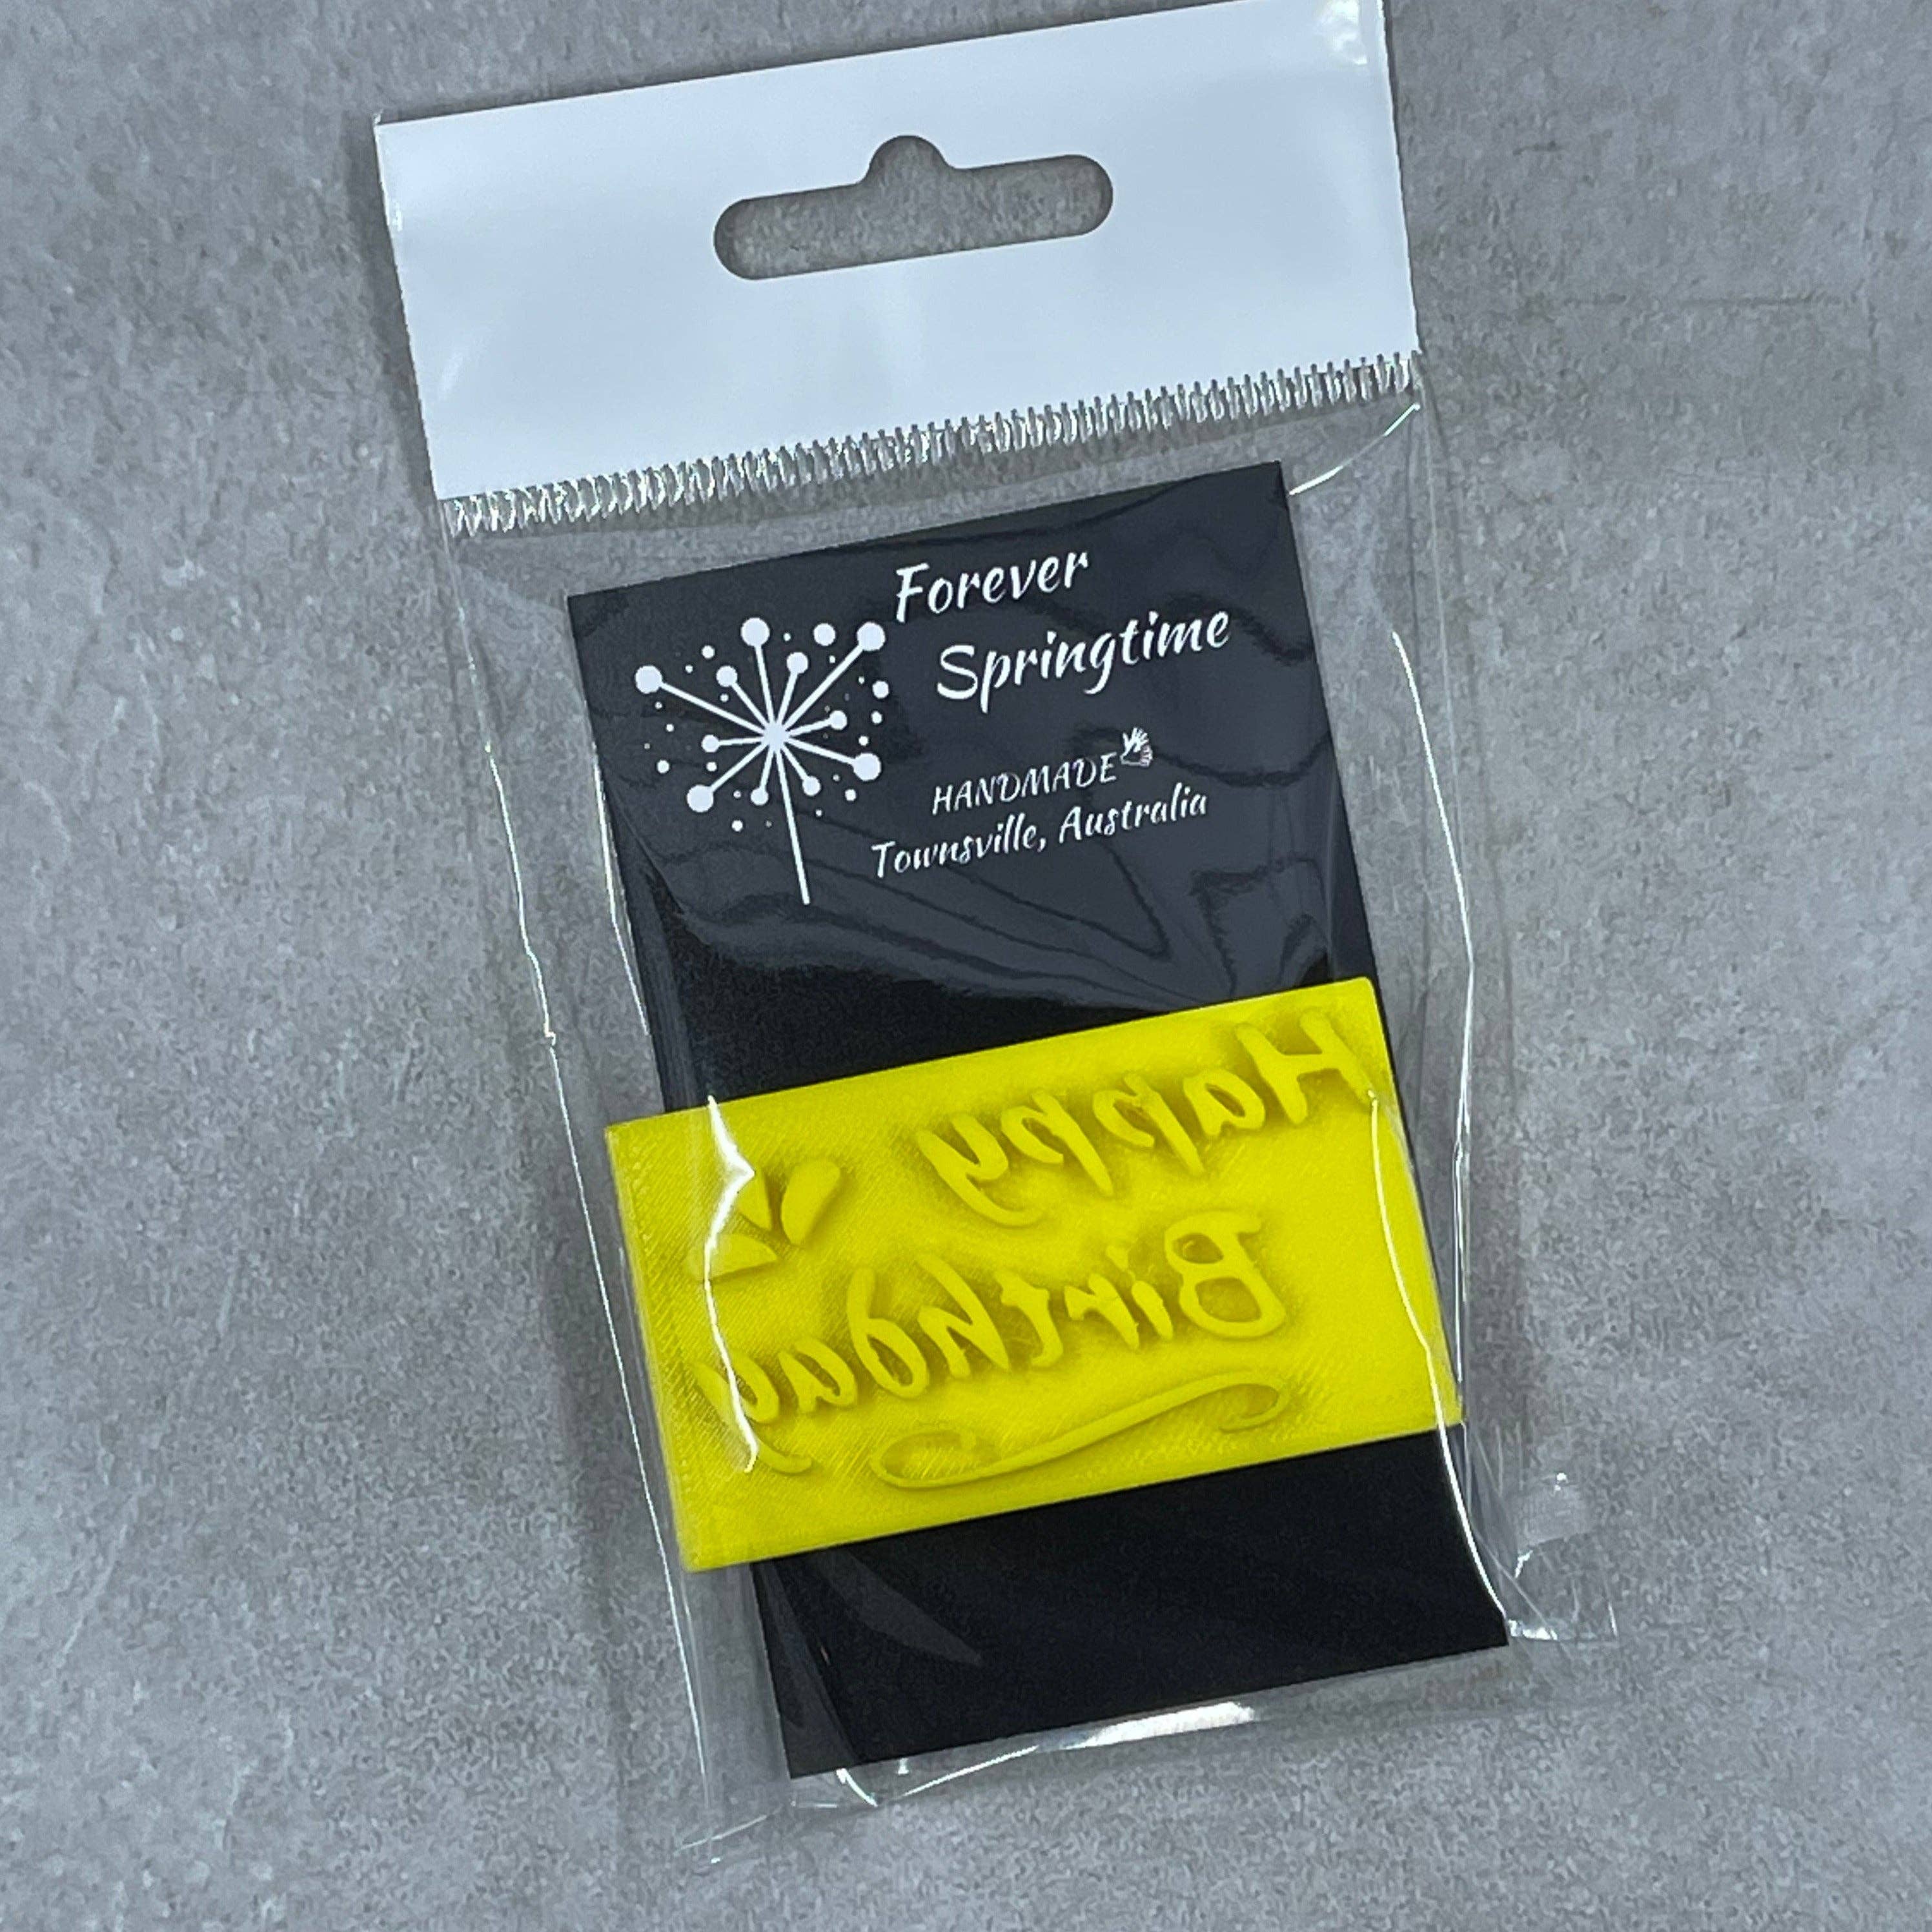 Forever
Springtime
HANDMADE
Townsville, Australia
Happy
Birthday